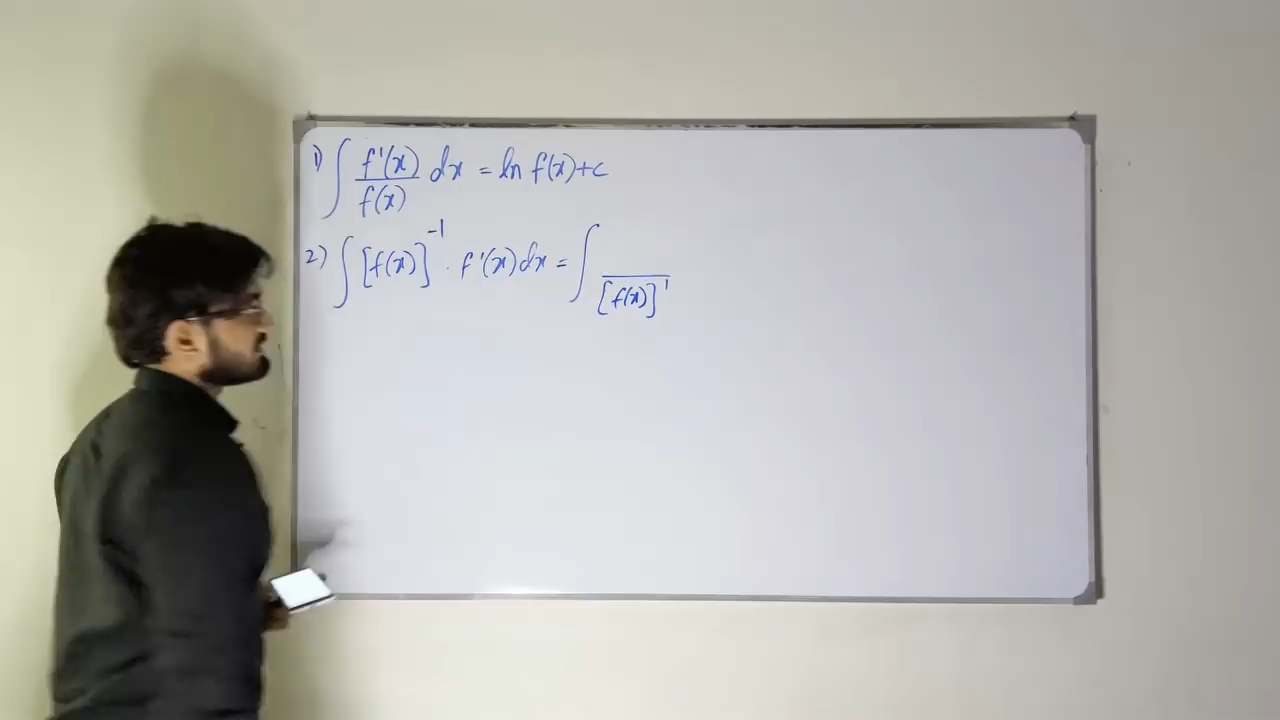 1) ∫ f'(x)/f(x) dx = ln f(x)+c
2) ∫ [f(x)]⁻¹ · f'(x) dx = ∫ /[f(x)]¹